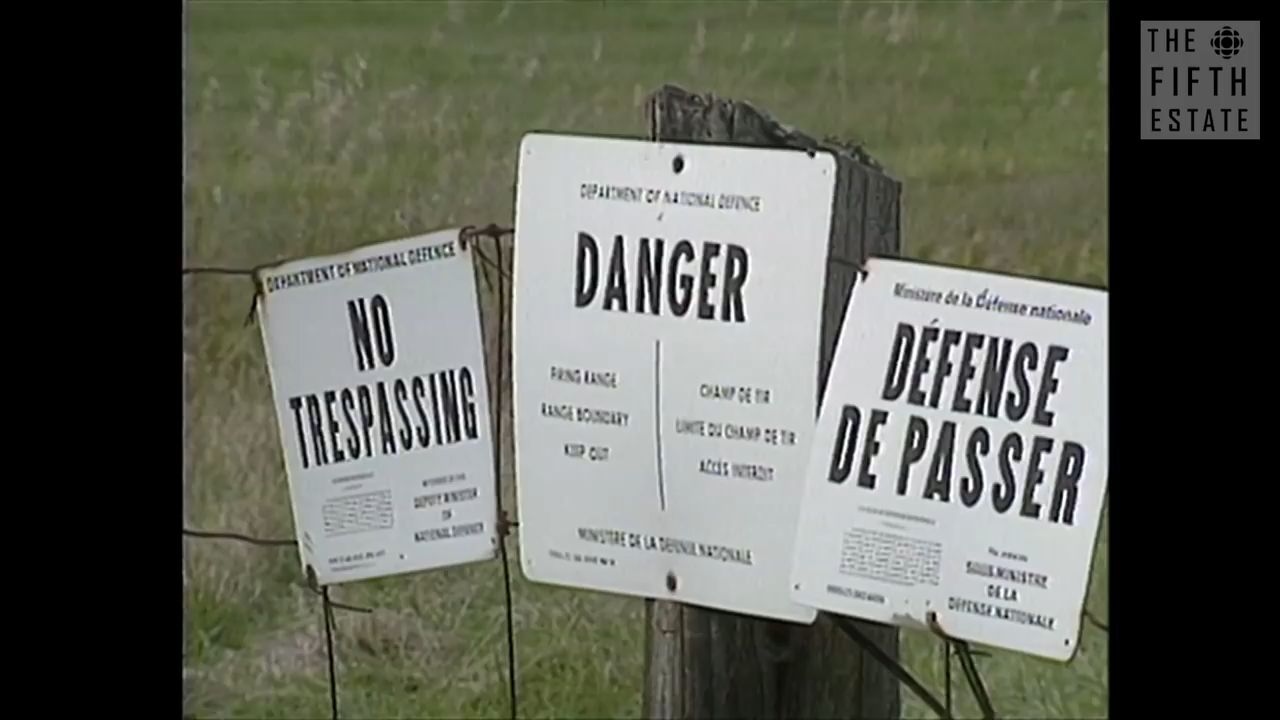 THE
FIFTH
ESTATE
DEPARTMENT OF NATIONAL DEFENCE
NO
TRESPASSING
DEPUTY MINISTER
OF
NATIONAL DEFENCE
DEPARTMENT OF NATIONAL DEFENCE
DANGER
FIRING RANGE
RANGE BOUNDARY
KEEP OUT
CHAMP DE TIR
LIMITE DU CHAMP DE TIR
ACCÈS INTERDIT
MINISTÈRE DE LA DÉFENSE NATIONALE
Ministère de la Défense nationale
DÉFENSE
DE PASSER
SOUS-MINISTRE
DE LA
DÉFENSE NATIONALE